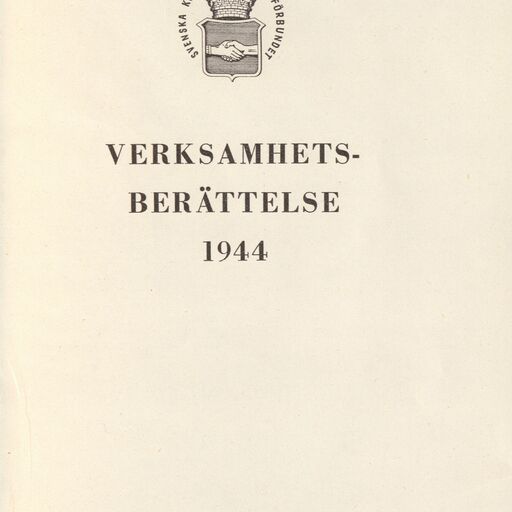 SVENSKA
FÖRBUNDET
VERKSAMHETS-
BERÄTTELSE
1944